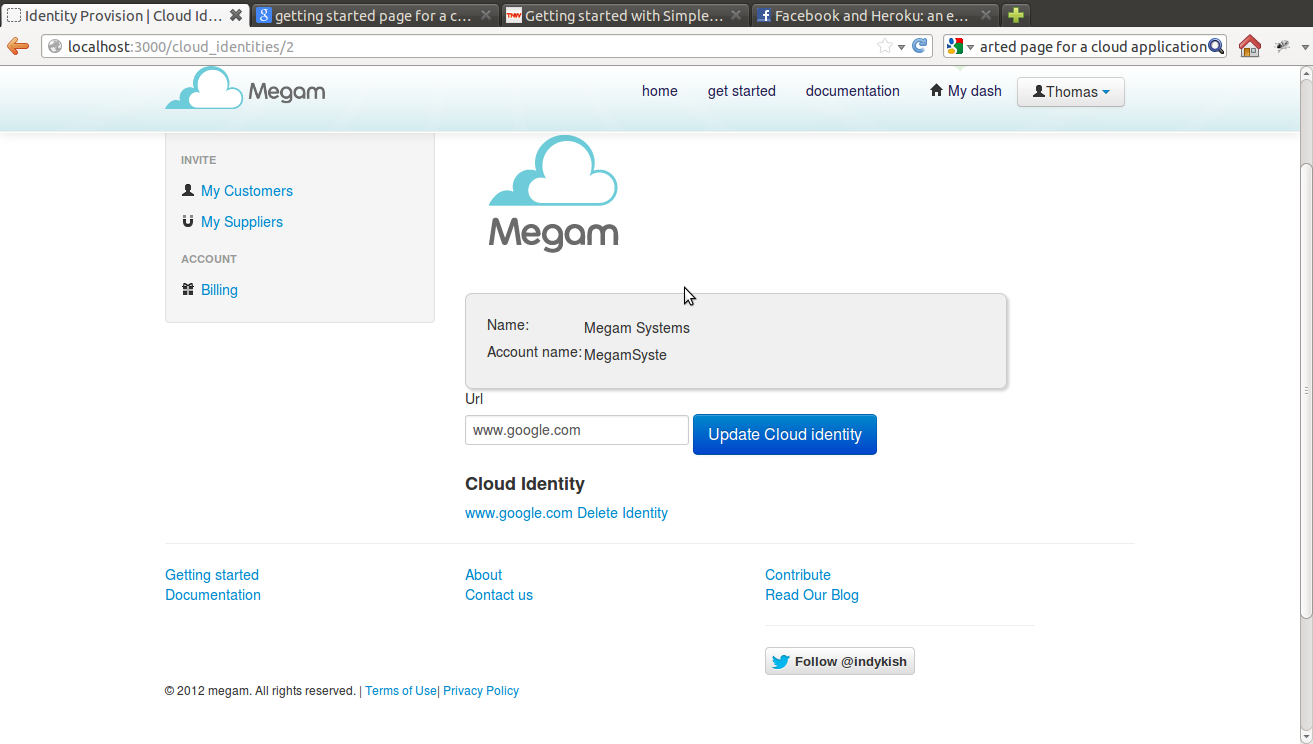 Identity Provision | Cloud Id... getting started page for a c... Getting started with Simple... Facebook and Heroku: an e...
localhost:3000/cloud_identities/2 arted page for a cloud application
Megam home get started documentation My dash Thomas
INVITE
My Customers
My Suppliers
ACCOUNT
Billing
Megam
Name: Megam Systems
Account name: MegamSyste
Url
www.google.com Update Cloud identity
Cloud Identity
www.google.com Delete Identity
Getting started About Contribute
Documentation Contact us Read Our Blog
Follow @indykish
© 2012 megam. All rights reserved. | Terms of Use| Privacy Policy